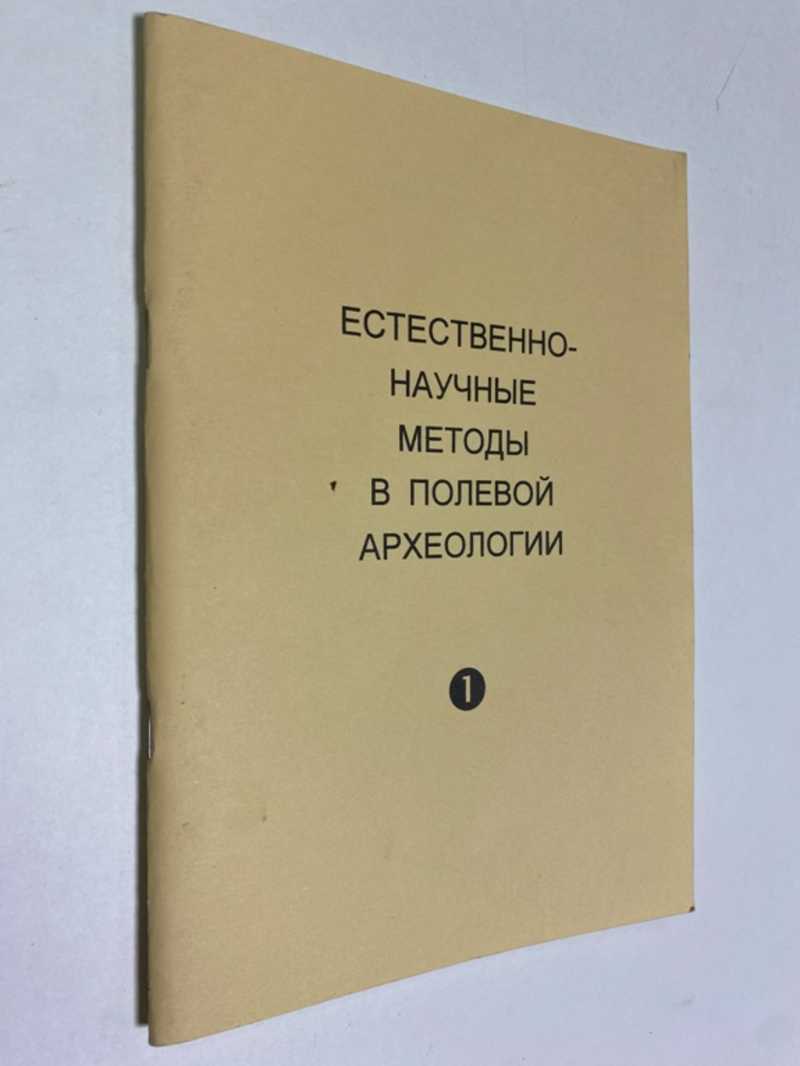 ЕСТЕСТВЕННО-
НАУЧНЫЕ
МЕТОДЫ
В ПОЛЕВОЙ
АРХЕОЛОГИИ
1